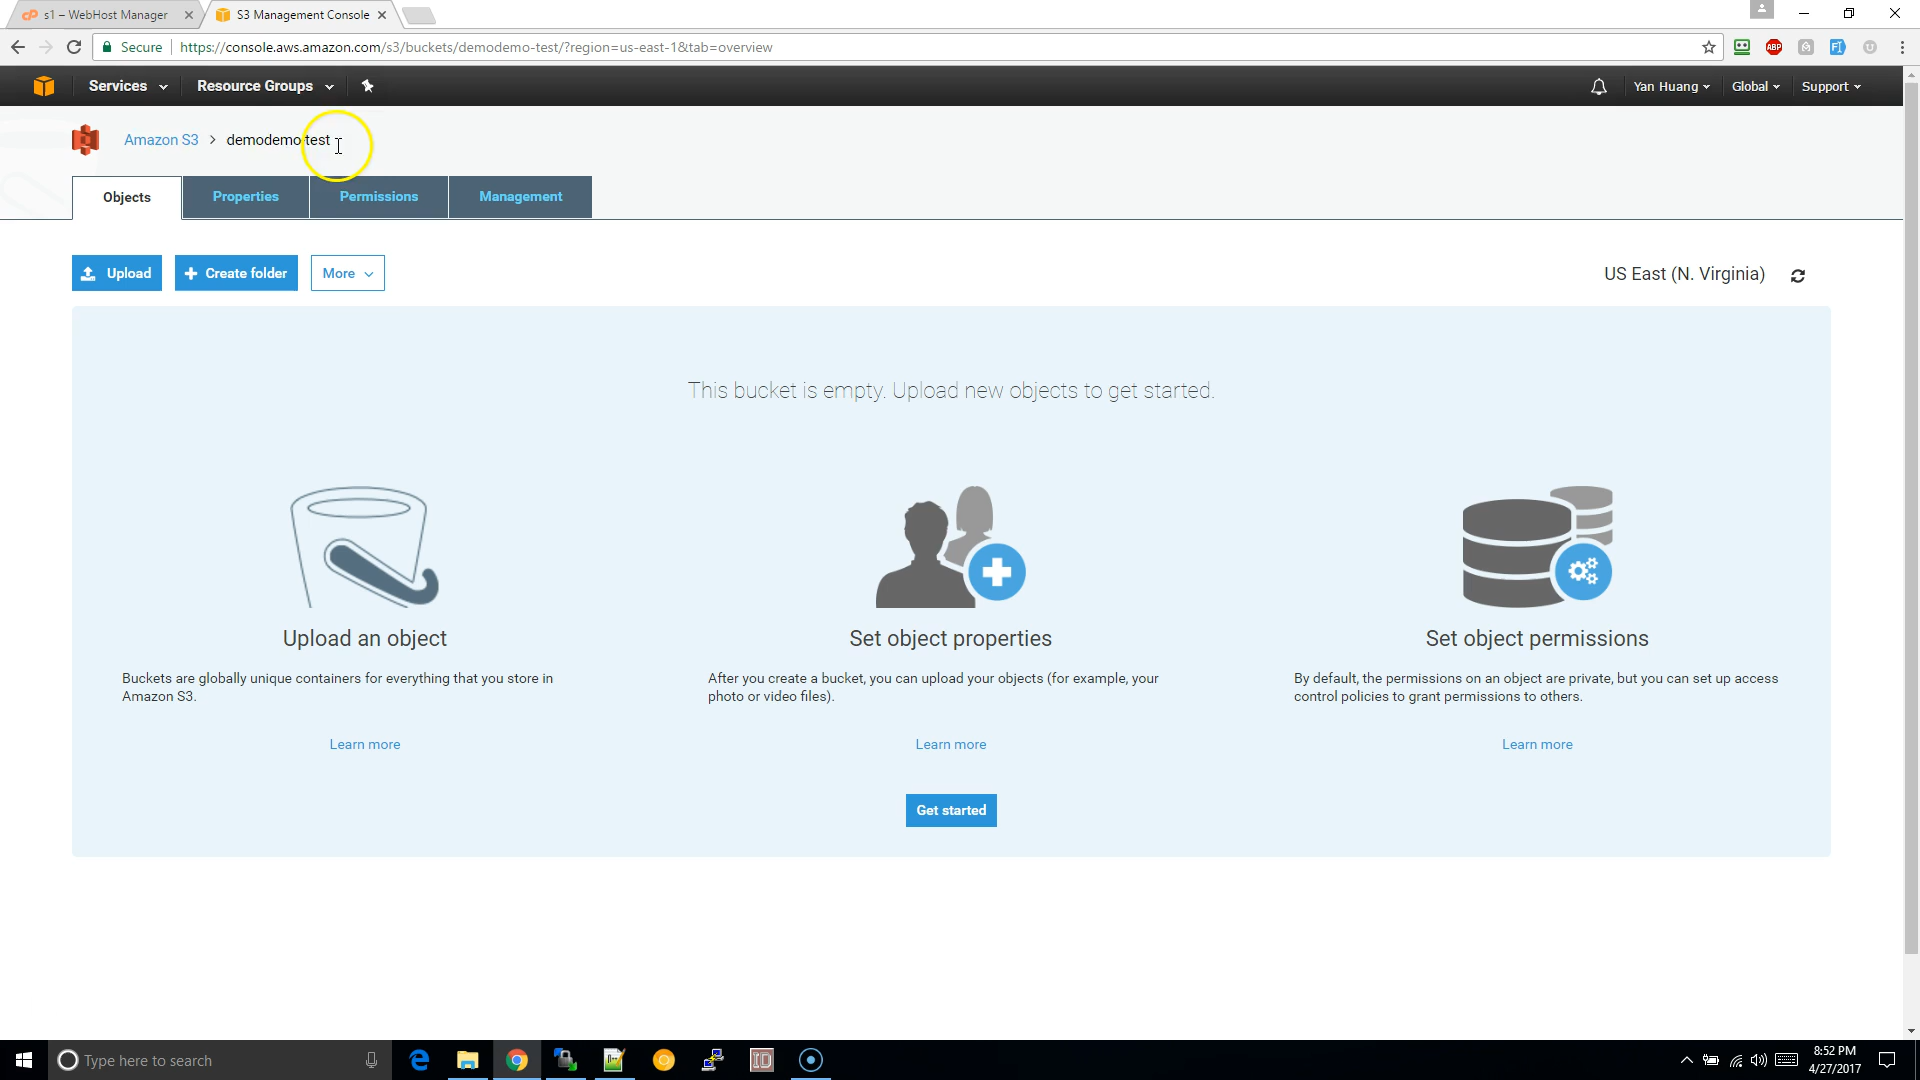 s1 – WebHost Manager
S3 Management Console
Secure
https://console.aws.amazon.com/s3/buckets/demodemo-test/?region=us-east-1&tab=overview
ABP
Services
Resource Groups
Yan Huang
Global
Support
Amazon S3 > demodemo-test
Objects
Properties
Permissions
Management
Upload
Create folder
More
US East (N. Virginia)
This bucket is empty. Upload new objects to get started.
Upload an object
Buckets are globally unique containers for everything that you store in
Amazon S3.
Learn more
Set object properties
After you create a bucket, you can upload your objects (for example, your
photo or video files).
Learn more
Set object permissions
By default, the permissions on an object are private, but you can set up access
control policies to grant permissions to others.
Learn more
Get started
Type here to search
8:52 PM
4/27/2017